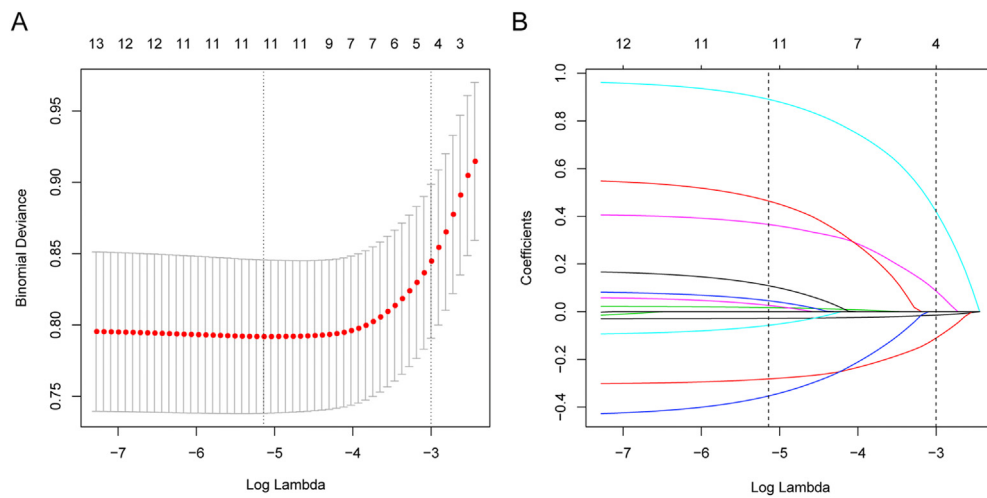 A
13 12 12 11 11 11 11 11 9 7 7 6 5 4 3
Binomial Deviance
0.95
0.90
0.85
0.80
0.75
−7 −6 −5 −4 −3
Log Lambda
B
12 11 11 7 4
Coefficients
1.0
0.8
0.6
0.4
0.2
0.0
−0.2
−0.4
−7 −6 −5 −4 −3
Log Lambda